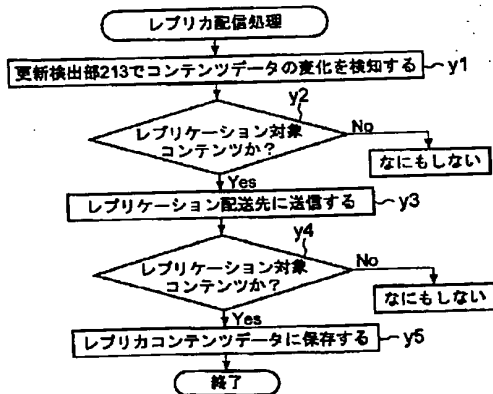 レプリカ配信処理
更新検出部213でコンテンツデータの変化を検知する
y1
y2
レプリケーション対象
コンテンツか？
No
なにもしない
Yes
レプリケーション配送先に送信する
y3
y4
レプリケーション対象
コンテンツか？
No
なにもしない
Yes
レプリカコンテンツデータに保存する
y5
終了